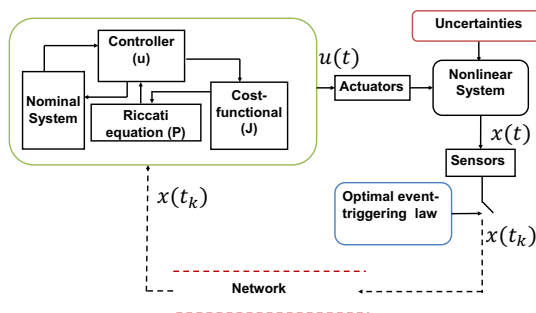 Controller
(u)
Nominal
System
Riccati
equation (P)
Cost-
functional
(J)
u(t)
Actuators
Uncertainties
Nonlinear
System
x(t)
Sensors
Optimal event-
triggering law
x(t_k)
x(t_k)
Network